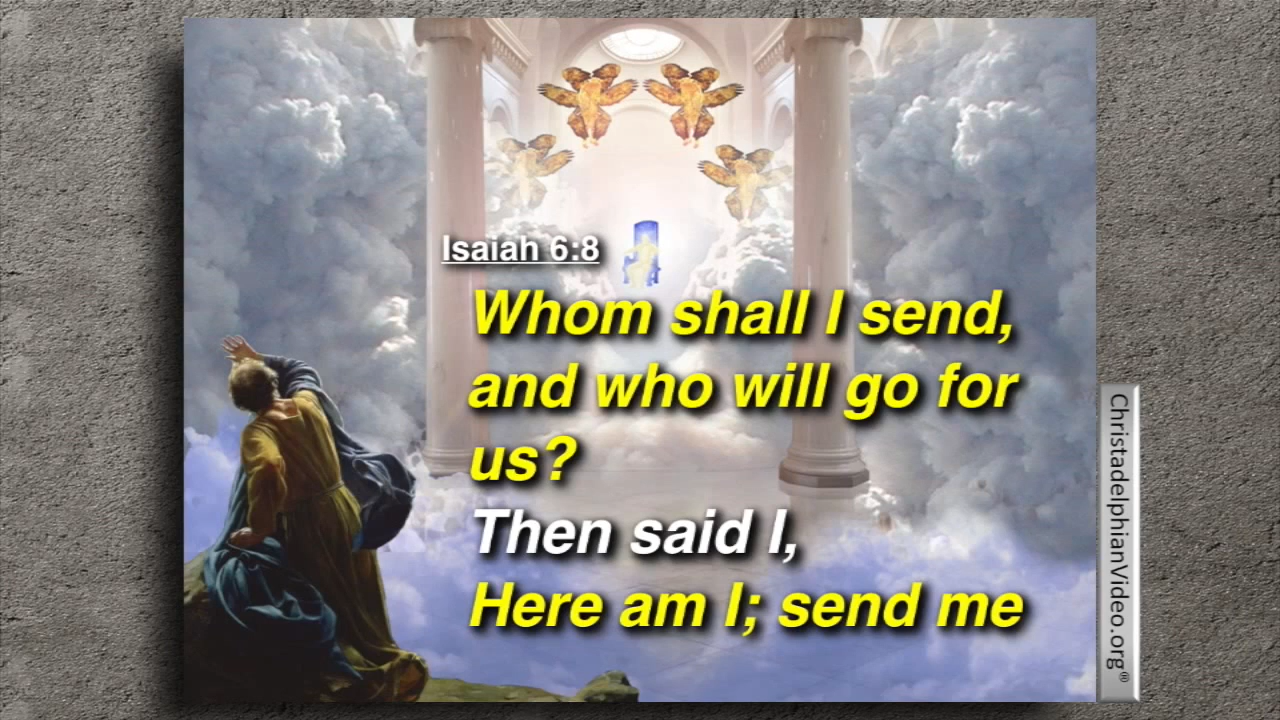 Isaiah 6:8
Whom shall I send,
and who will go for
us?
Then said I,
Here am I; send me
ChristadelphianVideo.org®